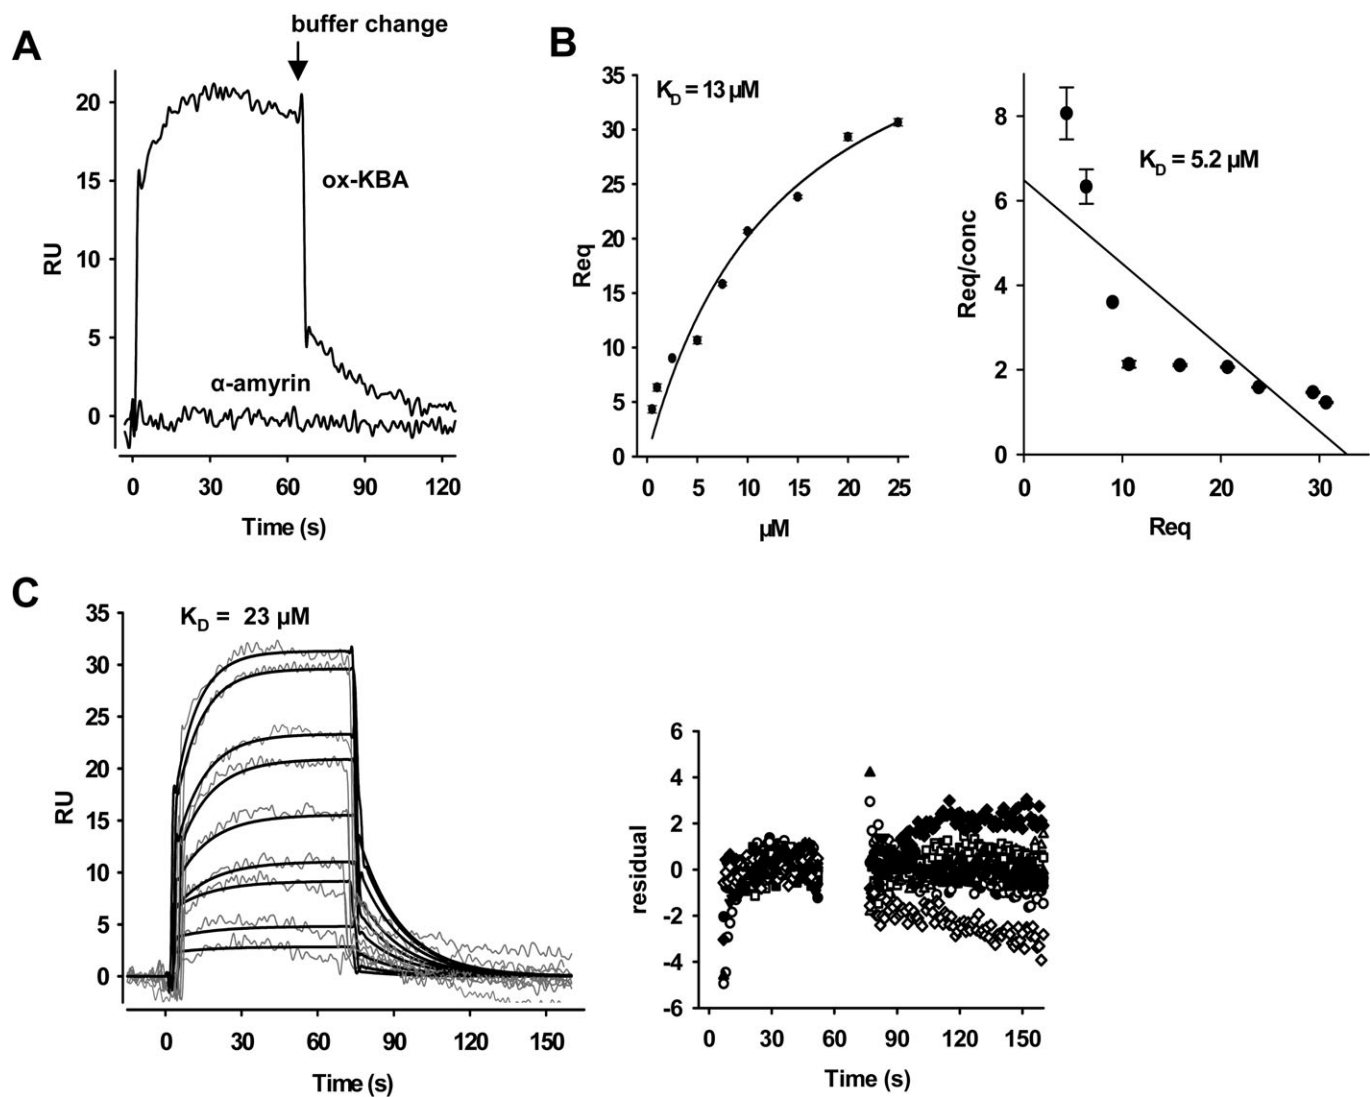 A
buffer change
20
15
10
5
0
RU
ox-KBA
α-amyrin
0 30 60 90 120
Time (s)
B
K_D = 13 µM
35
30
25
20
15
10
5
0
Req
0 5 10 15 20 25
µM
K_D = 5.2 µM
8
6
4
2
0
Req/conc
0 10 20 30
Req
C
K_D = 23 µM
35
30
25
20
15
10
5
0
RU
0 30 60 90 120 150
Time (s)
6
4
2
0
-2
-4
-6
residual
0 30 60 90 120 150
Time (s)